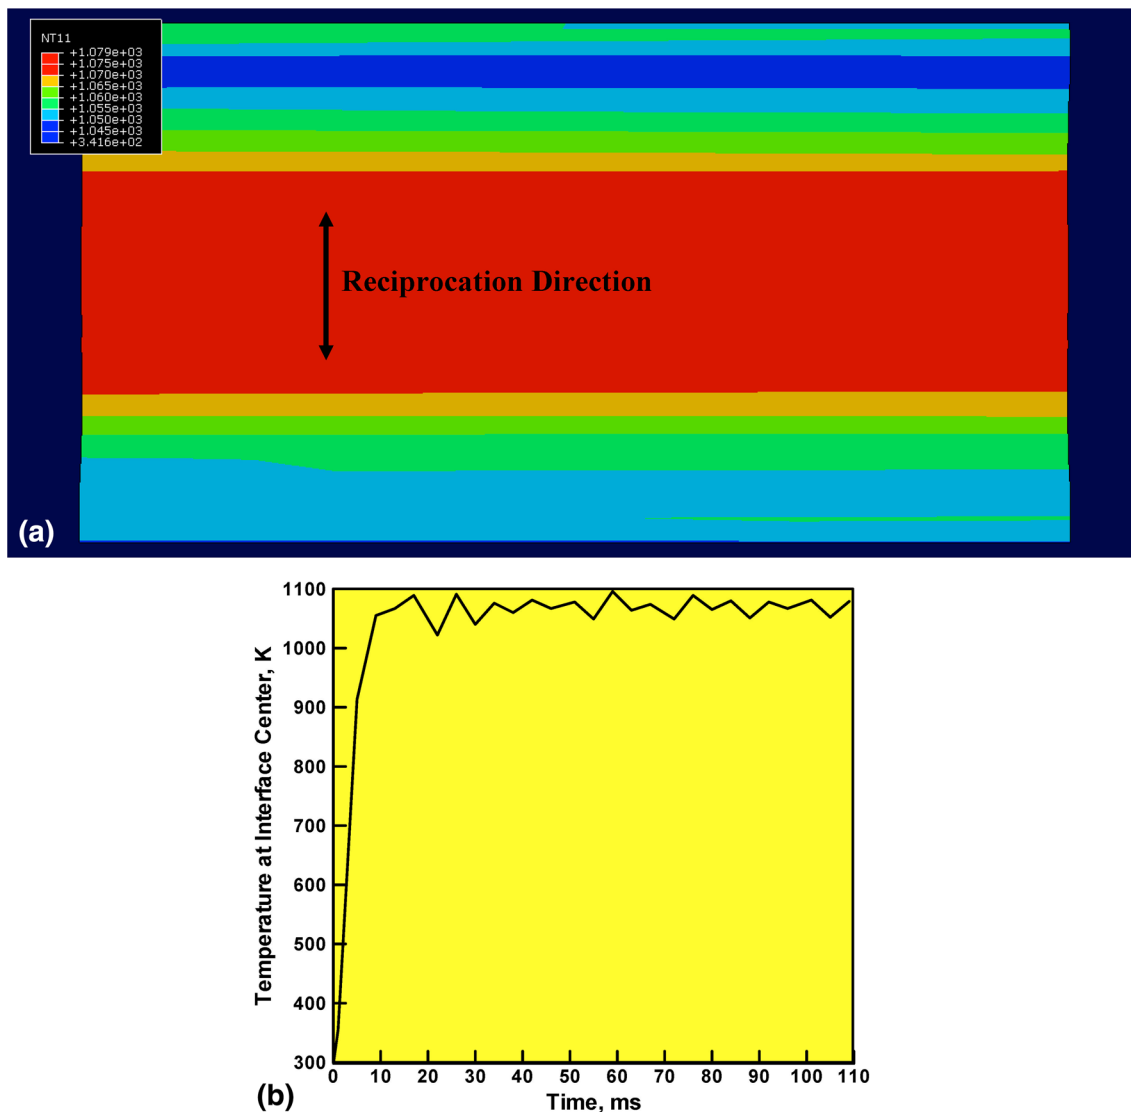 NT11
+1.079e+03
+1.075e+03
+1.070e+03
+1.065e+03
+1.060e+03
+1.055e+03
+1.050e+03
+1.045e+03
+3.416e+02
Reciprocation Direction
(a)
1100
1000
900
800
700
600
500
400
300
Temperature at Interface Center, K
0 10 20 30 40 50 60 70 80 90 100 110
Time, ms
(b)